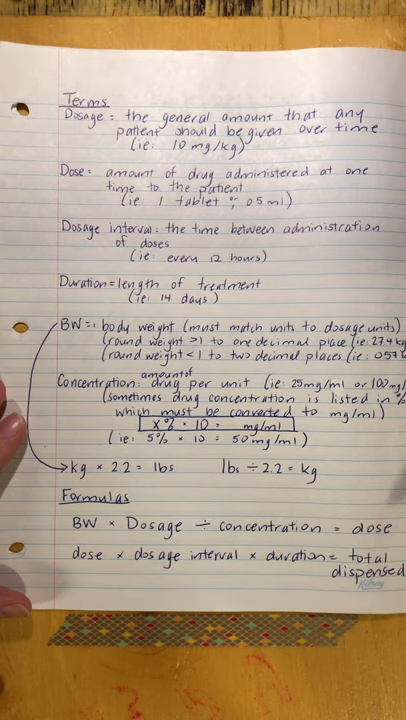 Terms
Dosage = the general amount that any
patient should be given over time
(ie: 10 mg/kg)
Dose = amount of drug administered at one
time to the patient
(ie: 1 tablet or 0.5ml)
Dosage interval = the time between administration
of doses
(ie: every 12 hours)
Duration = length of treatment
(ie: 14 days)
BW = body weight (must match units to dosage units)
(round weight >1 to one decimal place (ie: 27.4 kg
(round weight <1 to two decimal places (ie: 0.57
Concentration: amount of drug per unit (ie: 25mg/ml or 100mg/
(sometimes drug concentration is listed in %
which must be converted to mg/ml)
X% × 10 = mg/ml
(ie: 5% × 10 = 50mg/ml)
kg × 2.2 = lbs lbs ÷ 2.2 = kg
Formulas
BW × Dosage ÷ concentration = dose
dose × dosage interval × duration = total
dispensed